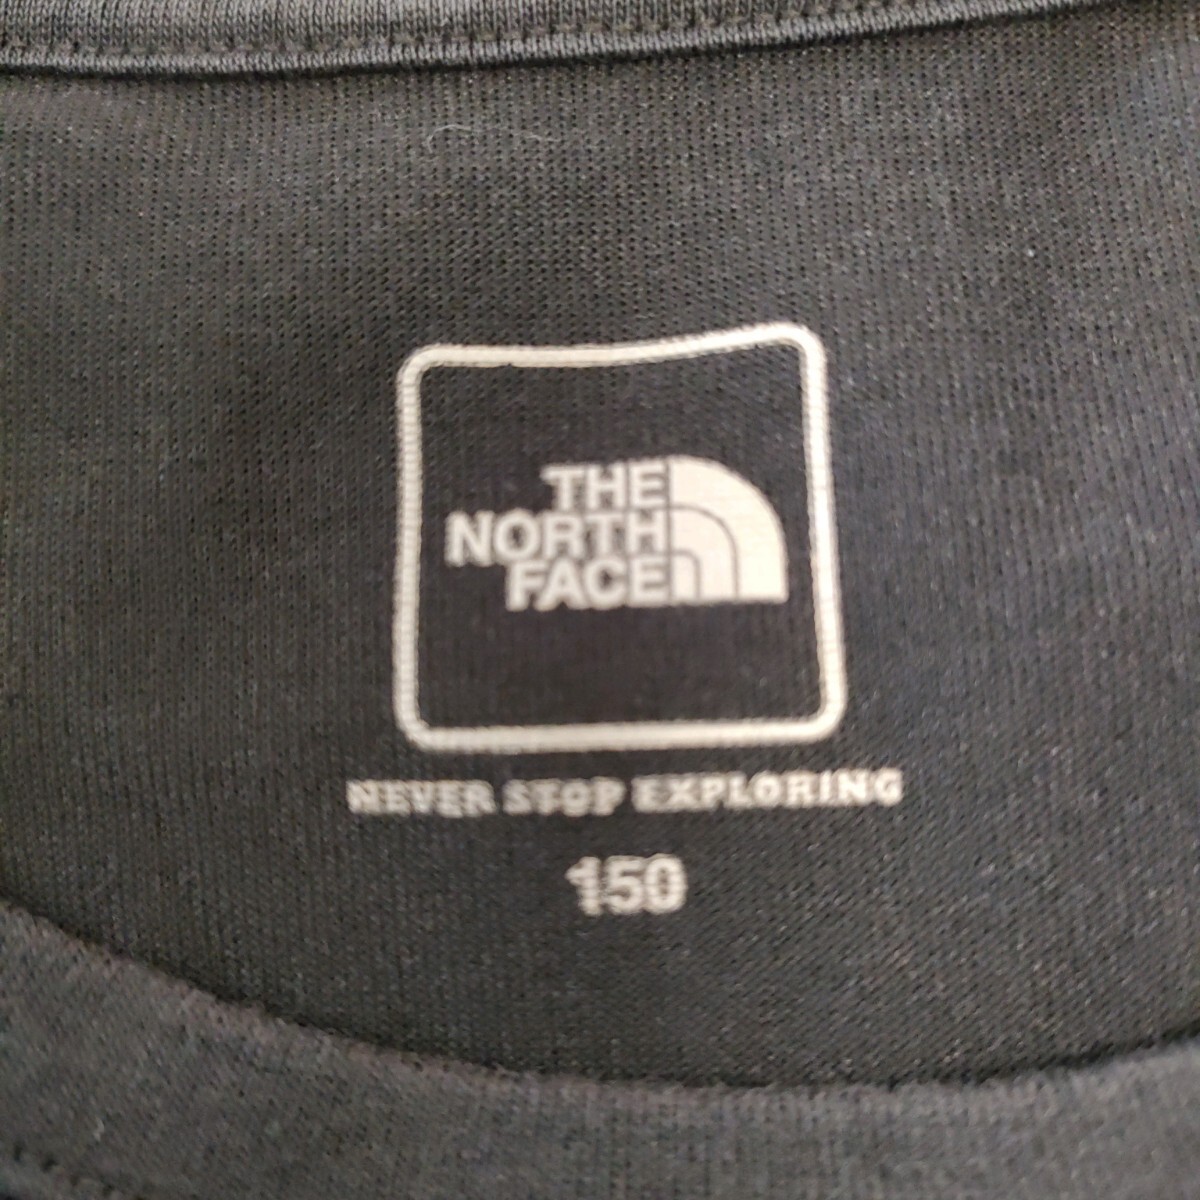 THE
NORTH
FACE
NEVER STOP EXPLORING
150